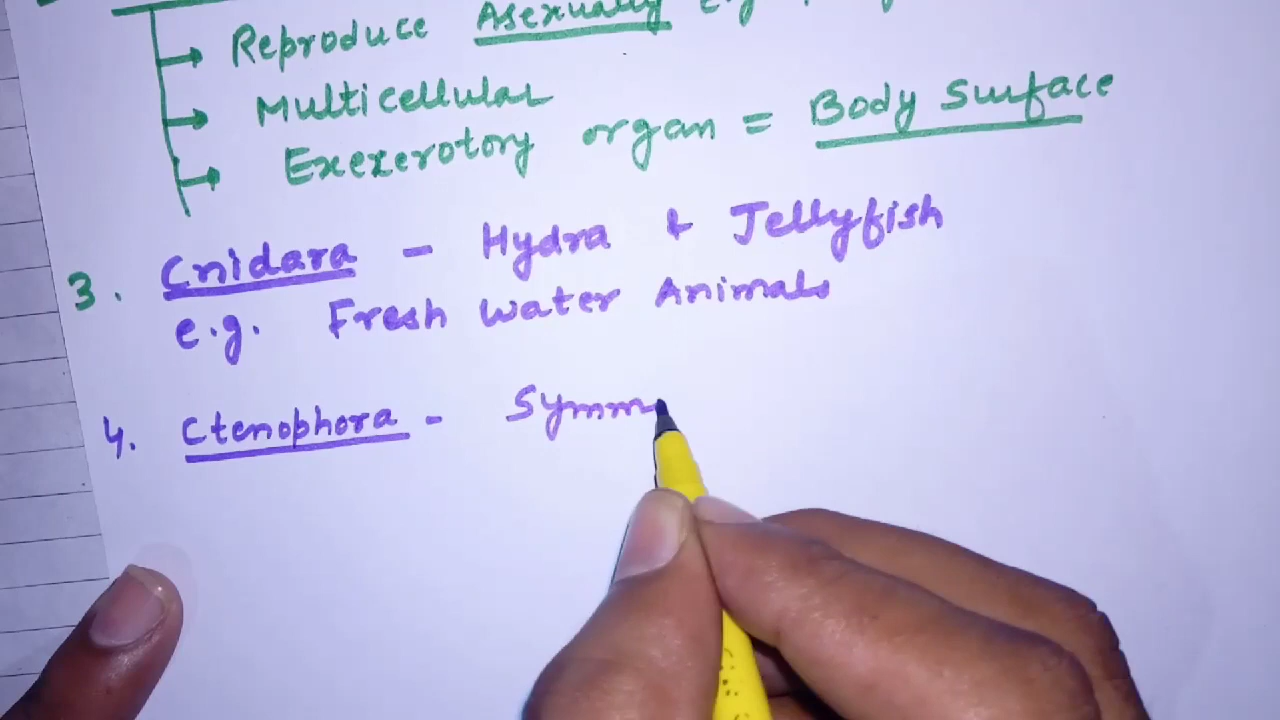 Reproduce Asexually e.g.
Multicellular
Exexerotory organ = Body Surface
3. Cnidara - Hydra & Jellyfish
e.g. Fresh Water Animals
4. Ctenophora - Symm